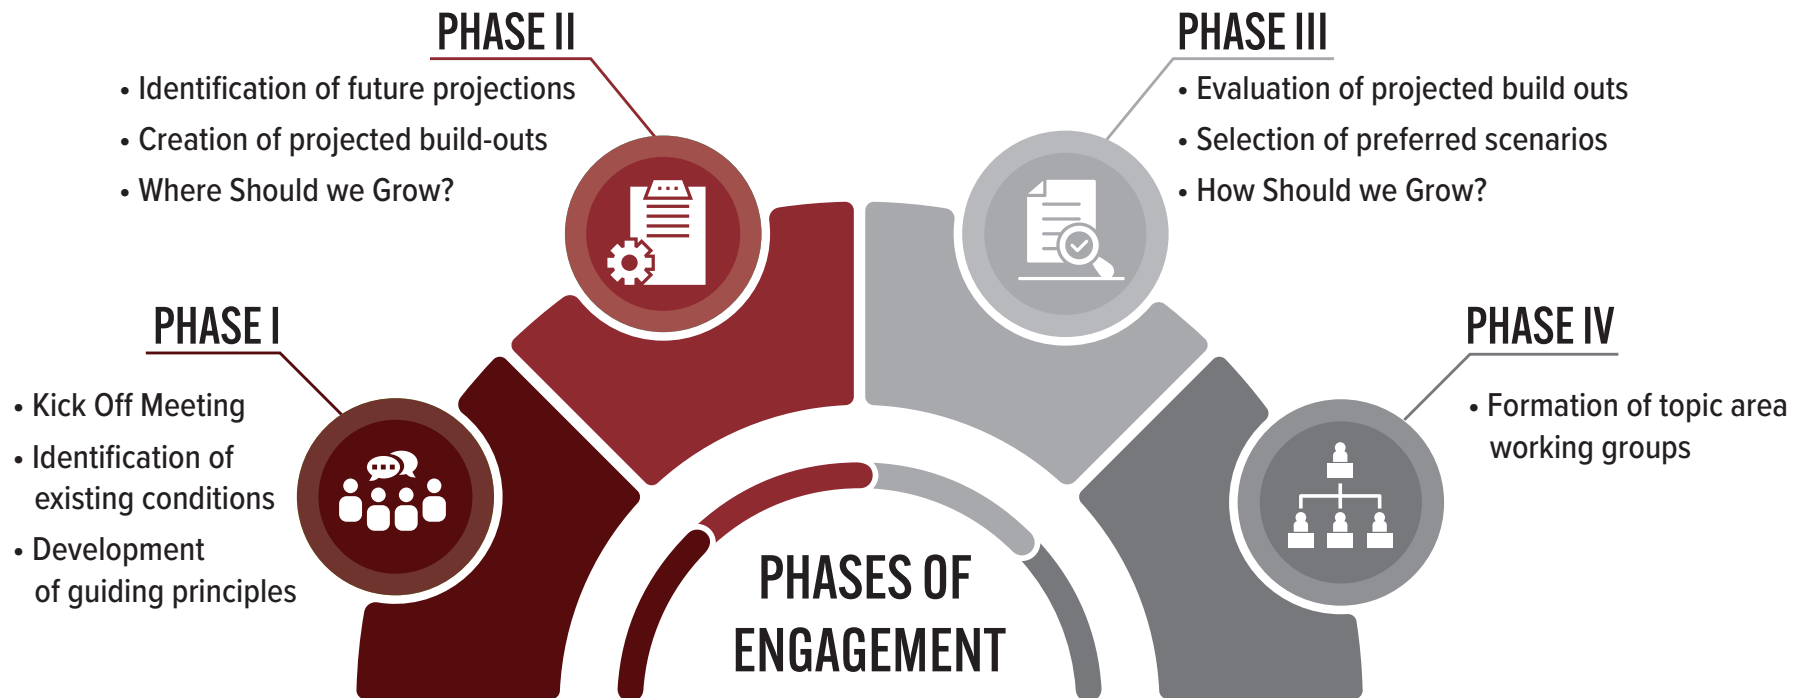 PHASE I
• Kick Off Meeting
• Identification of
existing conditions
• Development
of guiding principles
PHASE II
• Identification of future projections
• Creation of projected build-outs
• Where Should we Grow?
PHASE III
• Evaluation of projected build outs
• Selection of preferred scenarios
• How Should we Grow?
PHASE IV
• Formation of topic area
working groups
PHASES OF
ENGAGEMENT